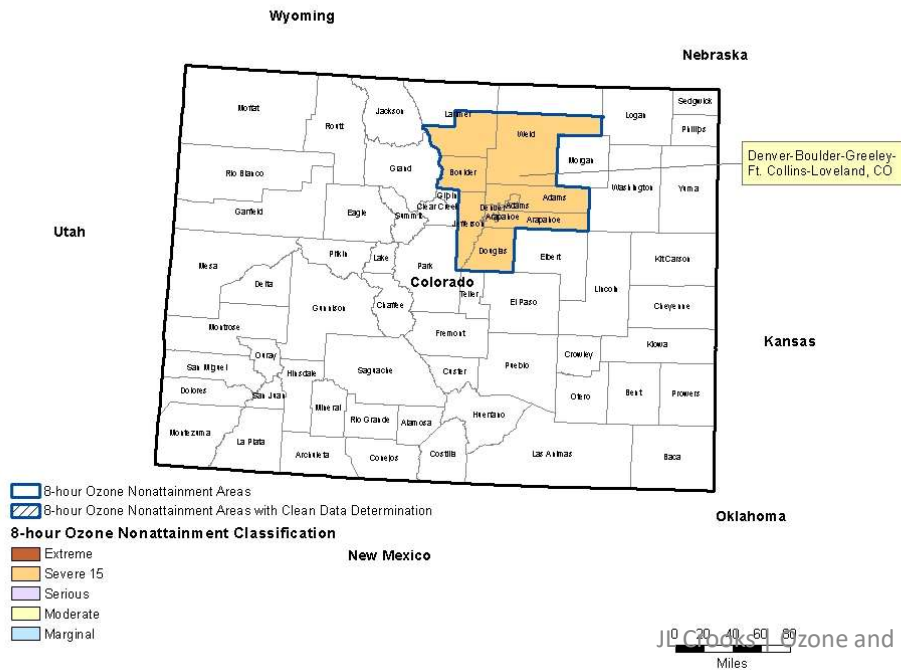 Wyoming
Nebraska
Moffat
Routt
Jackson
Larimer
Weld
Logan
Sedgwick
Phillips
Morgan
Denver-Boulder-Greeley-
Ft. Collins-Loveland, CO
Rio Blanco
Grand
Boulder
Washington
Yuma
Garfield
Eagle
Summit
Gilpin
Clear Creek
Jefferson
Denver
Adams
Adams
Arapahoe
Arapahoe
Utah
Mesa
Pitkin
Lake
Park
Douglas
Elbert
Kit Carson
Delta
Colorado
Teller
Lincoln
Gunnison
Chaffee
El Paso
Cheyenne
Montrose
Fremont
Kiowa
Kansas
Ouray
San Miguel
Hinsdale
Saguache
Custer
Pueblo
Crowley
Dolores
San Juan
Mineral
Rio Grande
Alamosa
Huerfano
Otero
Bent
Prowers
Montezuma
La Plata
Archuleta
Conejos
Costilla
Las Animas
Baca
8-hour Ozone Nonattainment Areas
8-hour Ozone Nonattainment Areas with Clean Data Determination
Oklahoma
8-hour Ozone Nonattainment Classification
New Mexico
Extreme
Severe 15
Serious
Moderate
Marginal
JL Crooks | Ozone and
0 20 40 60 80
Miles